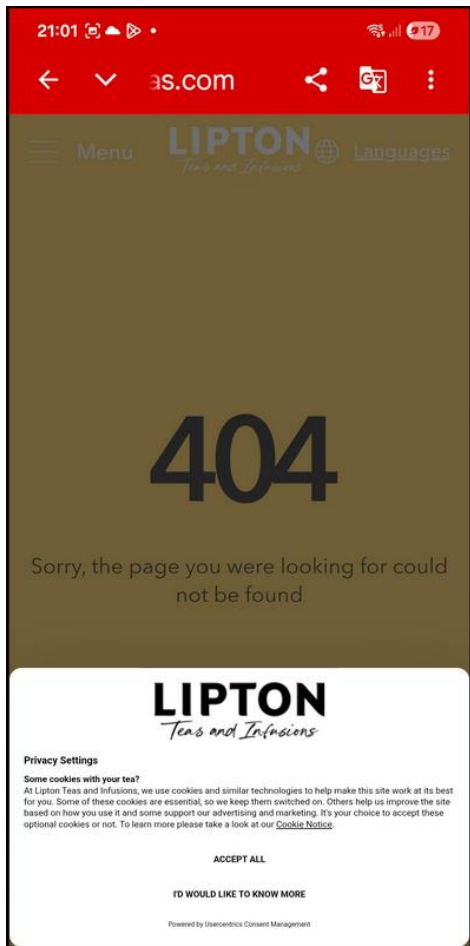 21:01
17
as.com
Menu
LIPTON
Teas and Infusions
Languages
404
Sorry, the page you were looking for could
not be found
LIPTON
Teas and Infusions
Privacy Settings
Some cookies with your tea?
At Lipton Teas and Infusions, we use cookies and similar technologies to help make this site work at its best
for you. Some of these cookies are essential, so we keep them switched on. Others help us improve the site
based on how you use it and some support our advertising and marketing. It's your choice to accept these
optional cookies or not. To learn more please take a look at our Cookie Notice.
ACCEPT ALL
I'D WOULD LIKE TO KNOW MORE
Powered by Usercentrics Consent Management